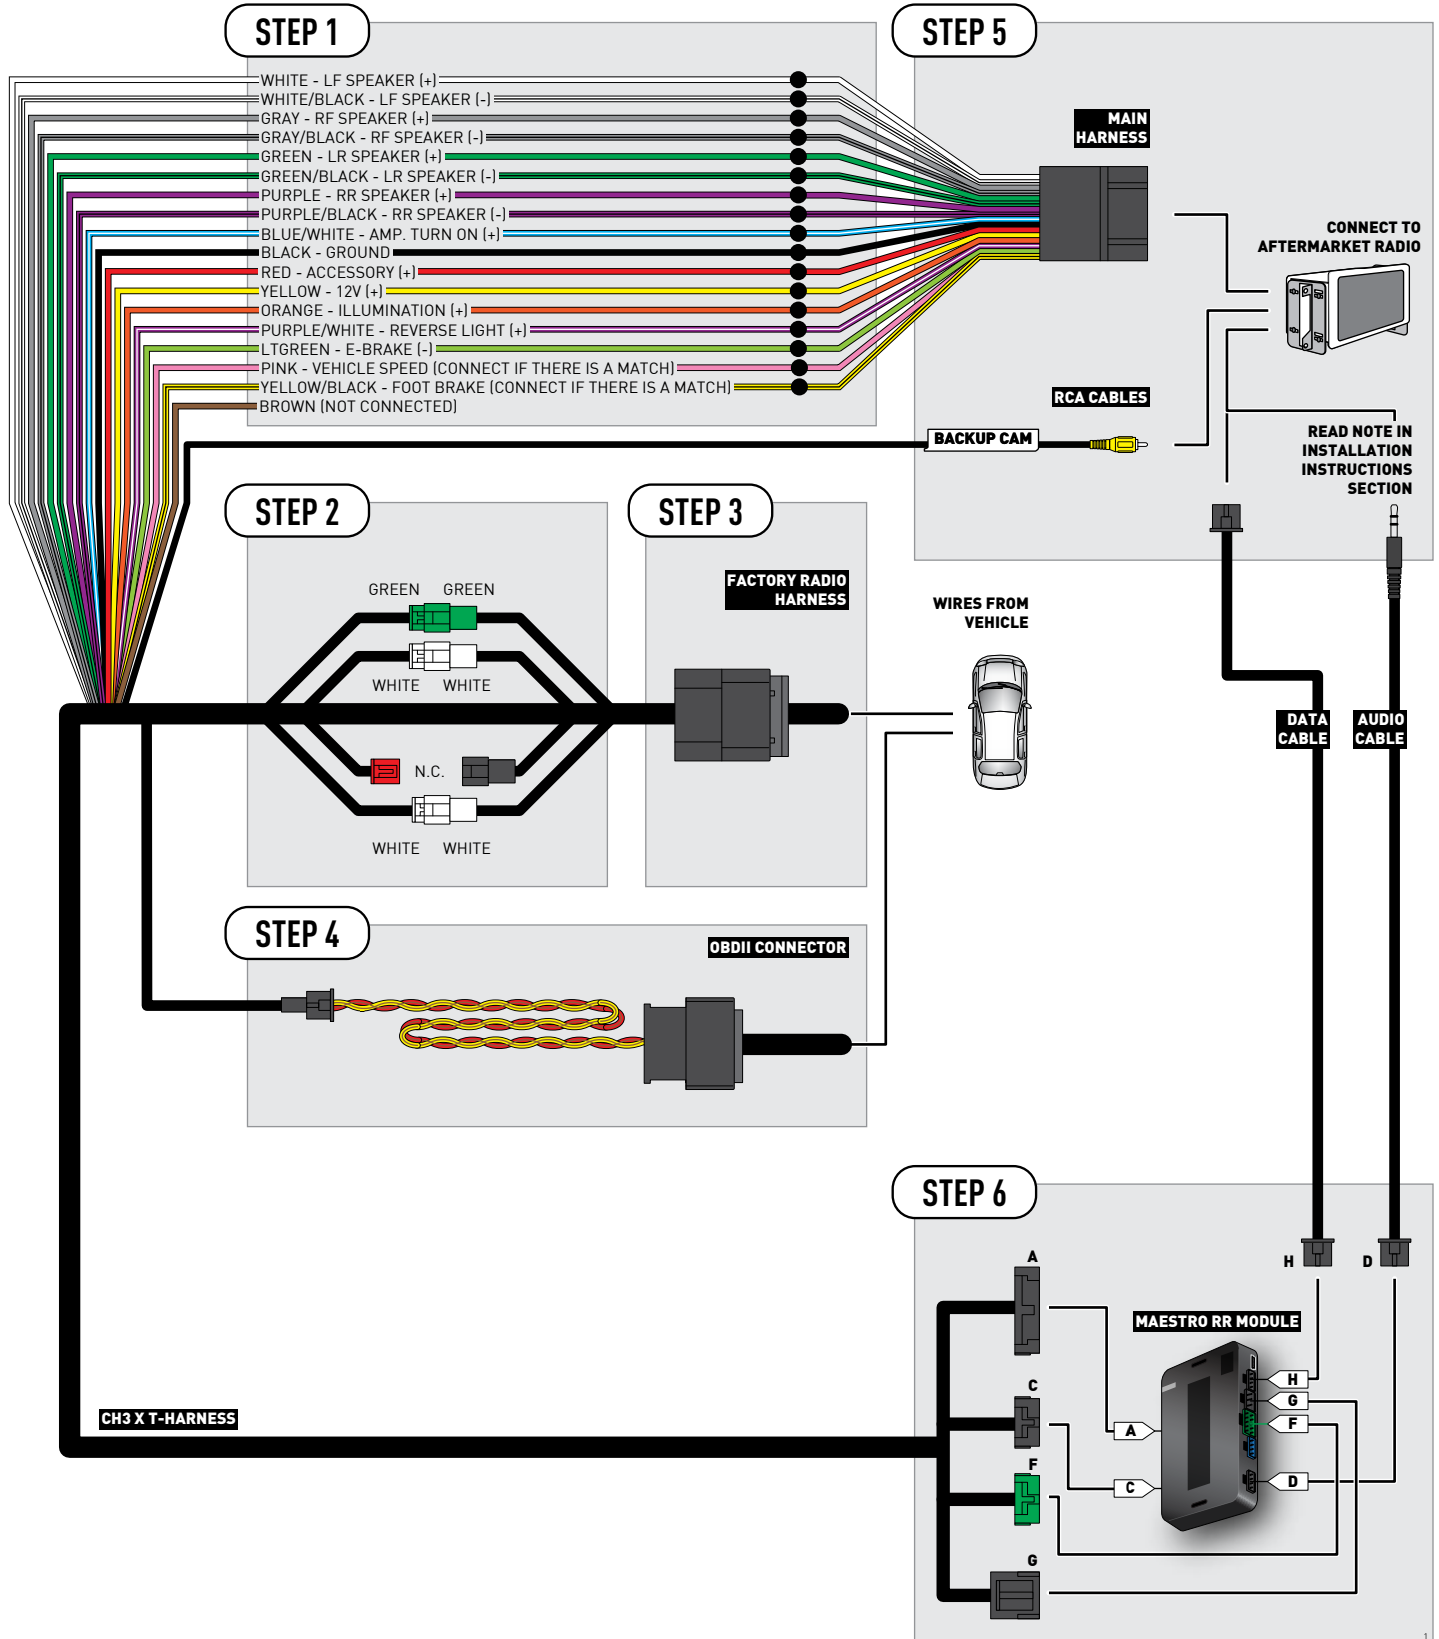 STEP 1
WHITE - LF SPEAKER (+)
WHITE/BLACK - LF SPEAKER (-)
GRAY - RF SPEAKER (+)
GRAY/BLACK - RF SPEAKER (-)
GREEN - LR SPEAKER (+)
GREEN/BLACK - LR SPEAKER (-)
PURPLE - RR SPEAKER (+)
PURPLE/BLACK - RR SPEAKER (-)
BLUE/WHITE - AMP. TURN ON (+)
BLACK - GROUND
RED - ACCESSORY (+)
YELLOW - 12V (+)
ORANGE - ILLUMINATION (+)
PURPLE/WHITE - REVERSE LIGHT (+)
LTGREEN - E-BRAKE (-)
PINK - VEHICLE SPEED (CONNECT IF THERE IS A MATCH)
YELLOW/BLACK - FOOT BRAKE (CONNECT IF THERE IS A MATCH)
BROWN (NOT CONNECTED)
STEP 5
MAIN
HARNESS
CONNECT TO
AFTERMARKET RADIO
RCA CABLES
BACKUP CAM
READ NOTE IN
INSTALLATION
INSTRUCTIONS
SECTION
STEP 2
GREEN GREEN
WHITE WHITE
N.C.
WHITE WHITE
STEP 3
FACTORY RADIO
HARNESS
WIRES FROM
VEHICLE
DATA
CABLE
AUDIO
CABLE
STEP 4
OBDII CONNECTOR
STEP 6
A
H
D
MAESTRO RR MODULE
H
G
C
F
A
F
C
D
G
CH3 X T-HARNESS
1